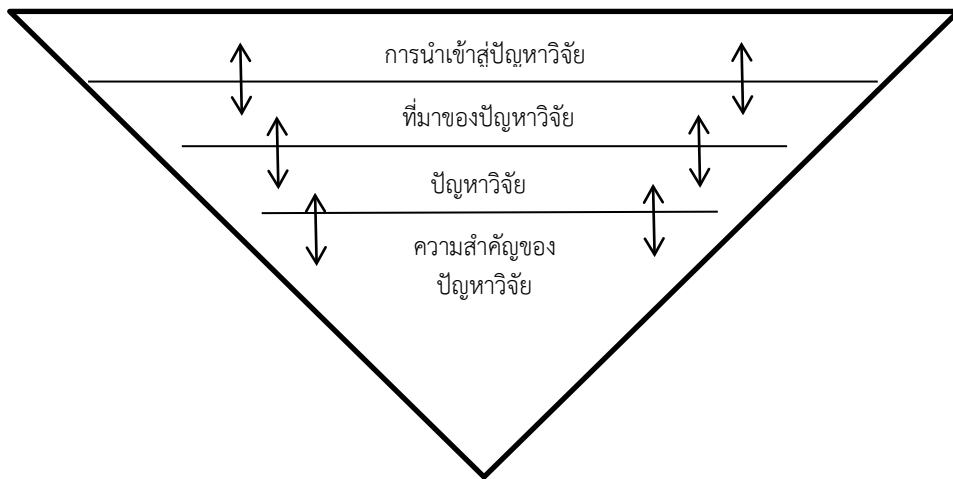 การนำเข้าสู่ปัญหาวิจัย
ที่มาของปัญหาวิจัย
ปัญหาวิจัย
ความสำคัญของ
ปัญหาวิจัย